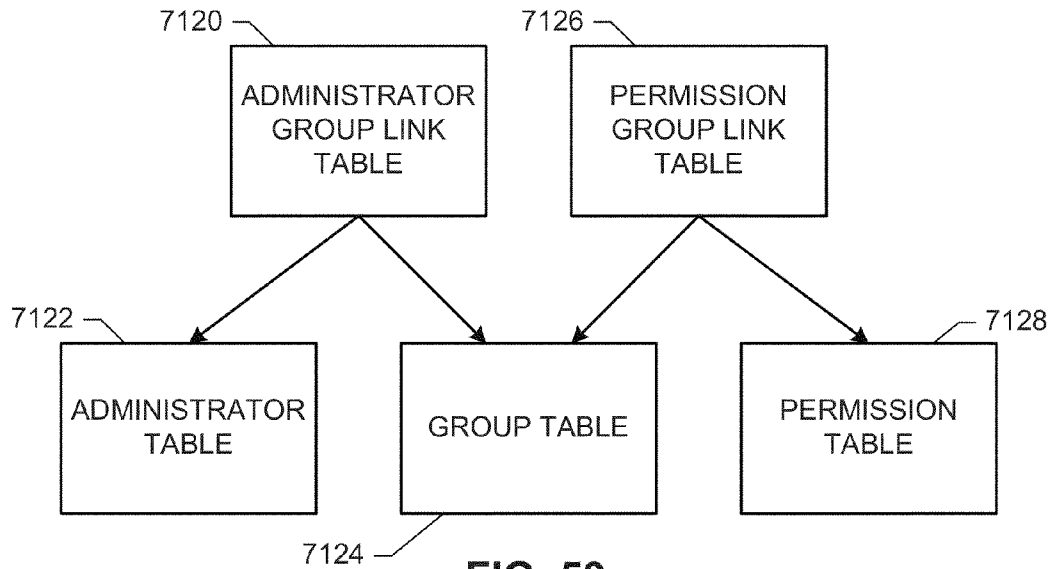 7120
7126
ADMINISTRATOR
GROUP LINK
TABLE
PERMISSION
GROUP LINK
TABLE
7122
7128
ADMINISTRATOR
TABLE
GROUP TABLE
PERMISSION
TABLE
7124